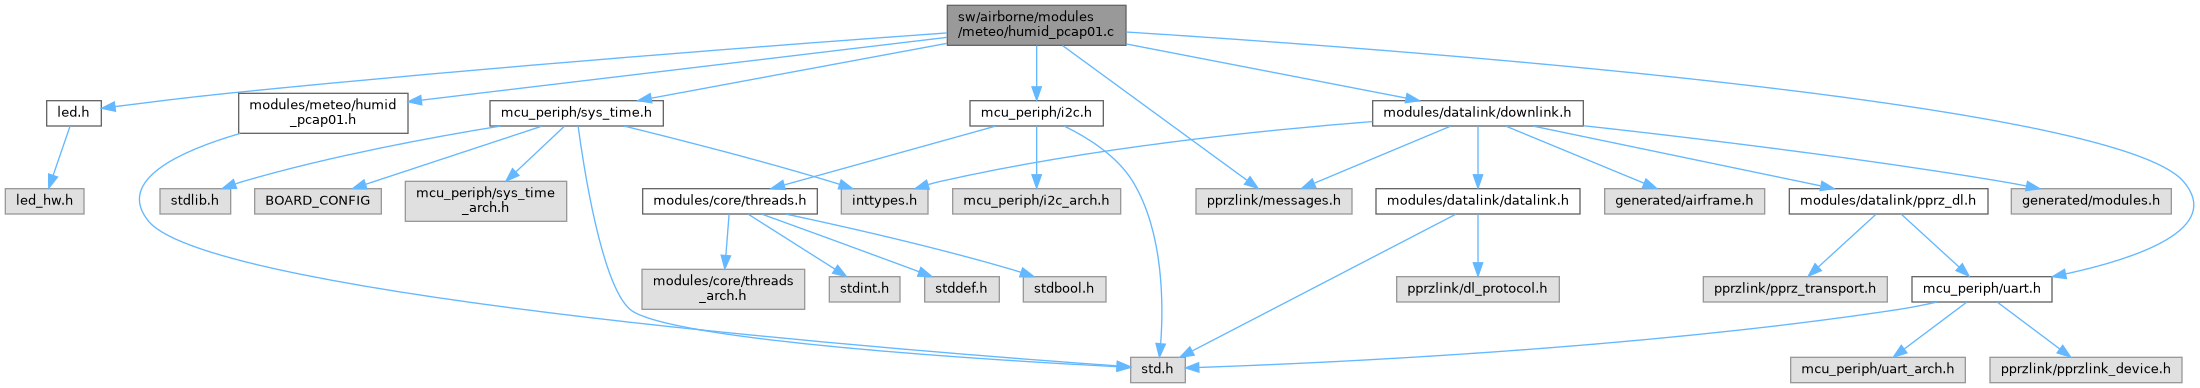 sw/airborne/modules
/meteo/humid_pcap01.c
led.h
modules/meteo/humid
_pcap01.h
mcu_periph/sys_time.h
mcu_periph/i2c.h
modules/datalink/downlink.h
led_hw.h
stdlib.h
BOARD_CONFIG
mcu_periph/sys_time
_arch.h
modules/core/threads.h
inttypes.h
mcu_periph/i2c_arch.h
pprzlink/messages.h
modules/datalink/datalink.h
generated/airframe.h
modules/datalink/pprz_dl.h
generated/modules.h
modules/core/threads
_arch.h
stdint.h
stddef.h
stdbool.h
pprzlink/dl_protocol.h
pprzlink/pprz_transport.h
mcu_periph/uart.h
std.h
mcu_periph/uart_arch.h
pprzlink/pprzlink_device.h